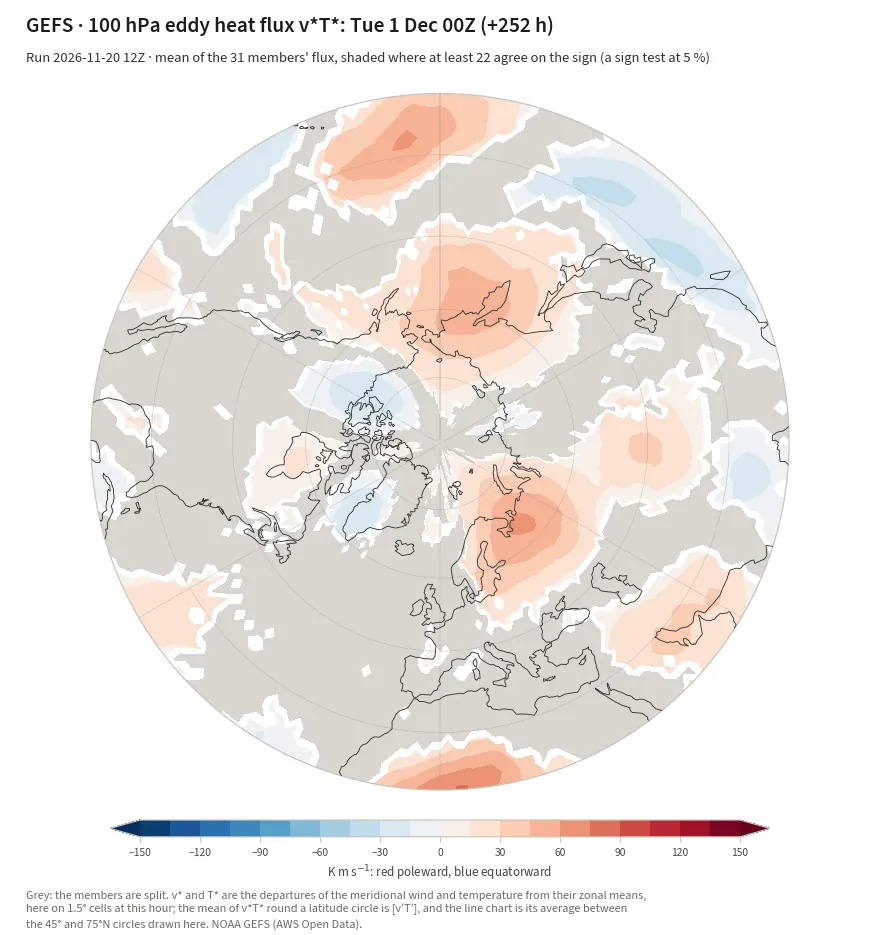 GEFS · 100 hPa eddy heat flux v*T*: Tue 1 Dec 00Z (+252 h)
Run 2026-11-20 12Z · mean of the 31 members' flux, shaded where at least 22 agree on the sign (a sign test at 5 %)
−150 −120 −90 −60 −30 0 30 60 90 120 150
K m s⁻¹: red poleward, blue equatorward
Grey: the members are split. v* and T* are the departures of the meridional wind and temperature from their zonal means,
here on 1.5° cells at this hour; the mean of v*T* round a latitude circle is [v'T'], and the line chart is its average between
the 45° and 75°N circles drawn here. NOAA GEFS (AWS Open Data).